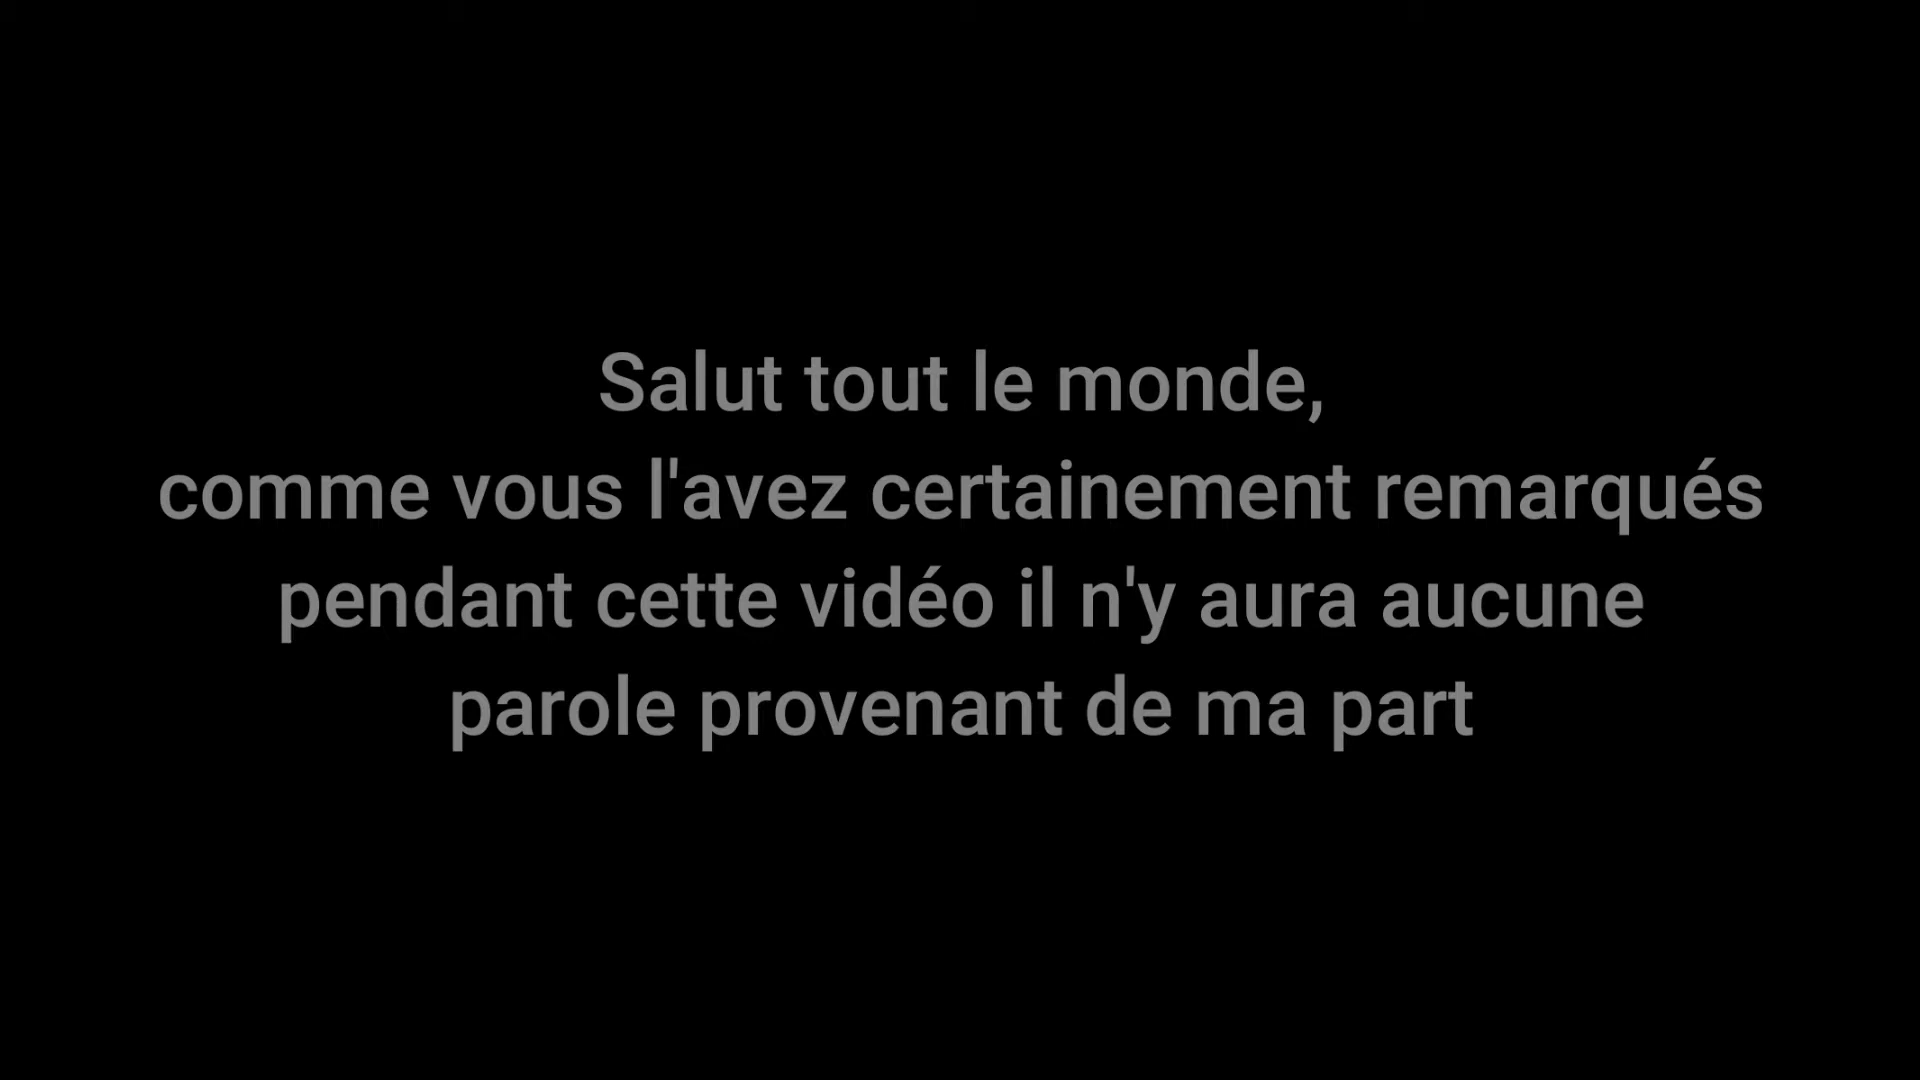 Salut tout le monde,
comme vous l'avez certainement remarqués
pendant cette vidéo il n'y aura aucune
parole provenant de ma part